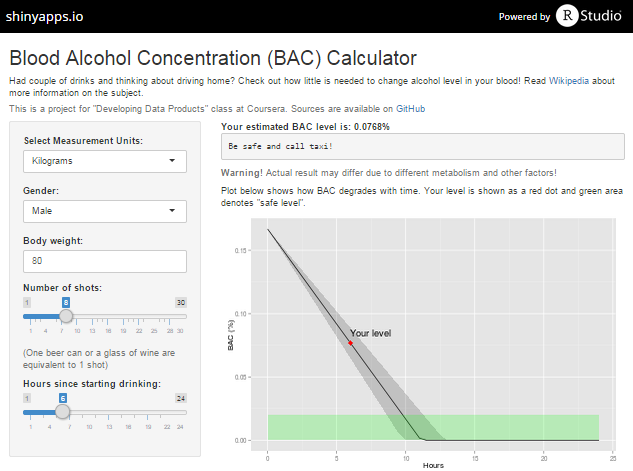 shinyapps.io
Powered by R Studio
Blood Alcohol Concentration (BAC) Calculator
Had couple of drinks and thinking about driving home? Check out how little is needed to change alcohol level in your blood! Read Wikipedia about
more information on the subject.
This is a project for "Developing Data Products" class at Coursera. Sources are available on GitHub
Select Measurement Units:
Kilograms
Gender:
Male
Body weight:
80
Number of shots:
1 8 30
1 4 7 10 13 16 19 22 25 28 30
(One beer can or a glass of wine are
equivalent to 1 shot)
Hours since starting drinking:
1 6 24
1 4 7 10 13 16 19 22 24
Your estimated BAC level is: 0.0768%
Be safe and call taxi!
Warning! Actual result may differ due to different metabolism and other factors!
Plot below shows how BAC degrades with time. Your level is shown as a red dot and green area
denotes "safe level".
BAC (%)
0.15
0.10
0.05
0.00
Your level
0 5 10 15 20 25
Hours